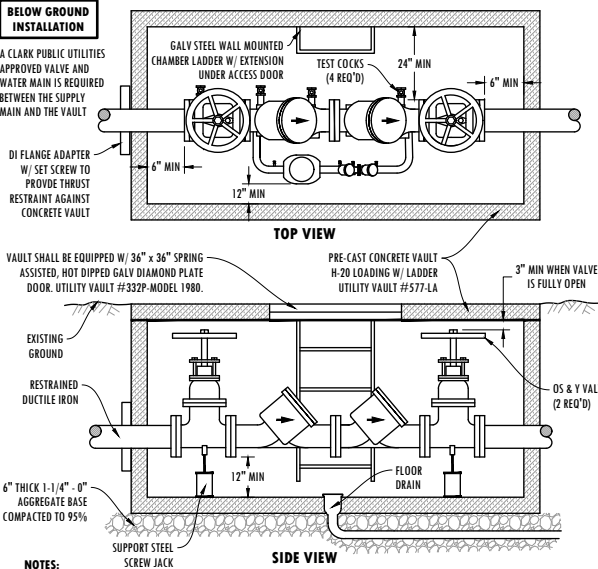 BELOW GROUND
INSTALLATION
A CLARK PUBLIC UTILITIES
APPROVED VALVE AND
WATER MAIN IS REQUIRED
BETWEEN THE SUPPLY
MAIN AND THE VAULT
DI FLANGE ADAPTER
W/ SET SCREW TO
PROVDE THRUST
RESTRAINT AGAINST
CONCRETE VAULT
GALV STEEL WALL MOUNTED
CHAMBER LADDER W/ EXTENSION
UNDER ACCESS DOOR
TEST COCKS
(4 REQ'D)
24" MIN
6" MIN
6" MIN
12" MIN
TOP VIEW
VAULT SHALL BE EQUIPPED W/ 36" x 36" SPRING
ASSISTED, HOT DIPPED GALV DIAMOND PLATE
DOOR. UTILITY VAULT #332P-MODEL 1980.
PRE-CAST CONCRETE VAULT
H-20 LOADING W/ LADDER
UTILITY VAULT #577-LA
3" MIN WHEN VALVE
IS FULLY OPEN
EXISTING
GROUND
RESTRAINED
DUCTILE IRON
OS & Y VAL
(2 REQ'D)
12" MIN
FLOOR
DRAIN
6" THICK 1-1/4" - 0"
AGGREGATE BASE
COMPACTED TO 95%
SUPPORT STEEL
SCREW JACK
SIDE VIEW
NOTES: